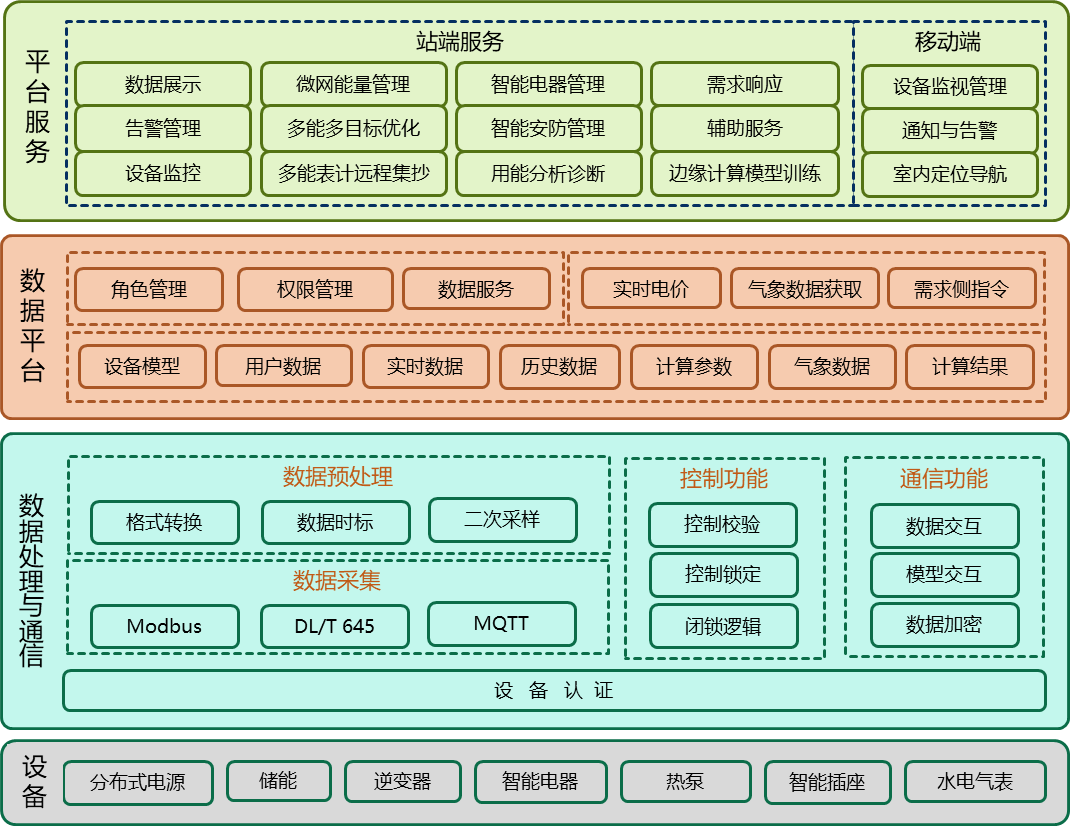 平台服务
站端服务
移动端
数据展示
微网能量管理
智能电器管理
需求响应
设备监视管理
告警管理
多能多目标优化
智能安防管理
辅助服务
通知与告警
设备监控
多能表计远程集抄
用能分析诊断
边缘计算模型训练
室内定位导航
数据平台
角色管理
权限管理
数据服务
实时电价
气象数据获取
需求侧指令
设备模型
用户数据
实时数据
历史数据
计算参数
气象数据
计算结果
数据处理与通信
数据预处理
格式转换
数据时标
二次采样
数据采集
Modbus
DL/T 645
MQTT
控制功能
控制校验
控制锁定
闭锁逻辑
通信功能
数据交互
模型交互
数据加密
设 备 认 证
设备
分布式电源
储能
逆变器
智能电器
热泵
智能插座
水电气表